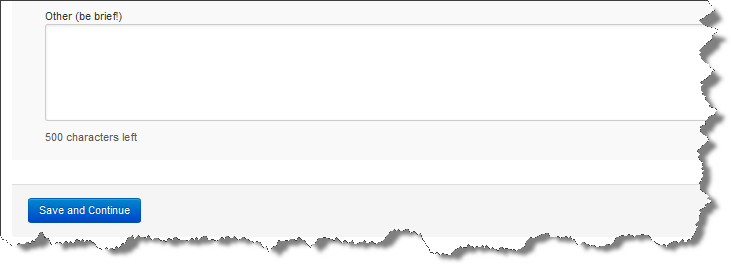 Other (be brief!)
500 characters left
Save and Continue